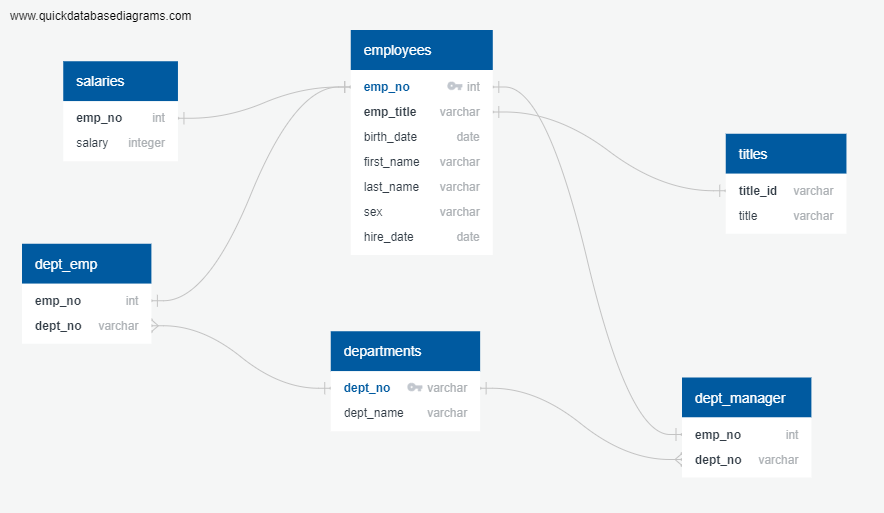 www.quickdatabasediagrams.com
employees
emp_no int
emp_title varchar
birth_date date
first_name varchar
last_name varchar
sex varchar
hire_date date
salaries
emp_no int
salary integer
titles
title_id varchar
title varchar
dept_emp
emp_no int
dept_no varchar
departments
dept_no varchar
dept_name varchar
dept_manager
emp_no int
dept_no varchar